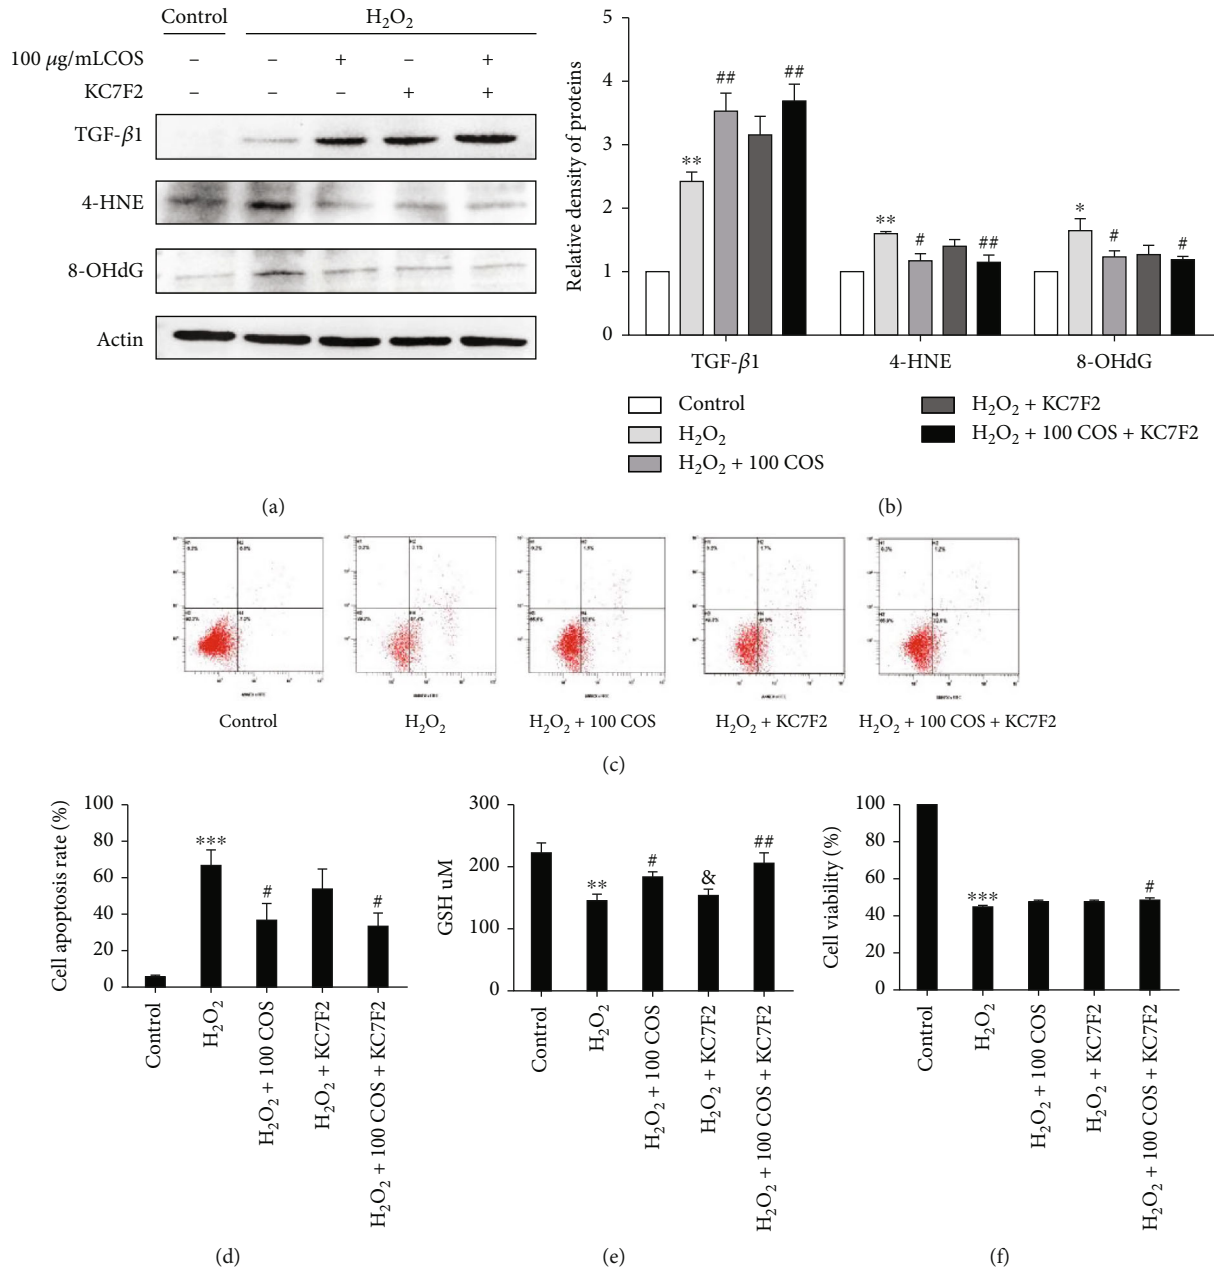 Control H₂O₂
100 μg/mLCOS – – + – +
KC7F2 – – – + +
TGF-β1
4-HNE
8-OHdG
Actin
(a)
Relative density of proteins
5
4
3
2
1
0
** ## ##
** # ##
* # #
TGF-β1 4-HNE 8-OHdG
Control
H₂O₂
H₂O₂ + 100 COS
H₂O₂ + KC7F2
H₂O₂ + 100 COS + KC7F2
(b)
Control H₂O₂ H₂O₂ + 100 COS H₂O₂ + KC7F2 H₂O₂ + 100 COS + KC7F2
(c)
Cell apoptosis rate (%)
100
80
60
40
20
0
*** # #
Control
H₂O₂
H₂O₂ + 100 COS
H₂O₂ + KC7F2
H₂O₂ + 100 COS + KC7F2
(d)
GSH uM
300
200
100
0
** # & ##
Control
H₂O₂
H₂O₂ + 100 COS
H₂O₂ + KC7F2
H₂O₂ + 100 COS + KC7F2
(e)
Cell viability (%)
100
80
60
40
20
0
*** #
Control
H₂O₂
H₂O₂ + 100 COS
H₂O₂ + KC7F2
H₂O₂ + 100 COS + KC7F2
(f)